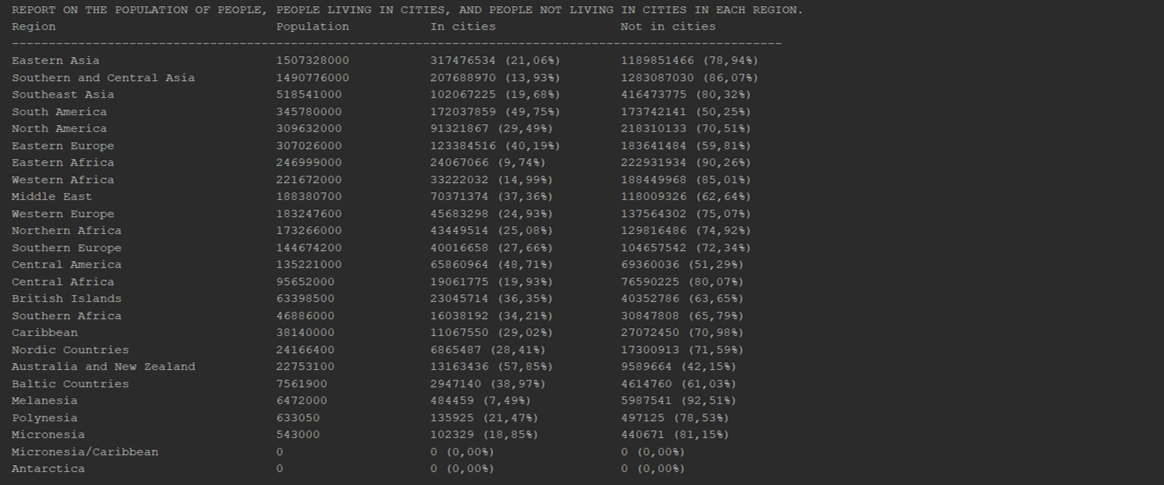 REPORT ON THE POPULATION OF PEOPLE, PEOPLE LIVING IN CITIES, AND PEOPLE NOT LIVING IN CITIES IN EACH REGION.
Region Population In cities Not in cities
---------------------------------------------------------------------------------------------------------
Eastern Asia 1507328000 317476534 (21,06%) 1189851466 (78,94%)
Southern and Central Asia 1490776000 207688970 (13,93%) 1283087030 (86,07%)
Southeast Asia 518541000 102067225 (19,68%) 416473775 (80,32%)
South America 345780000 172037859 (49,75%) 173742141 (50,25%)
North America 309632000 91321867 (29,49%) 218310133 (70,51%)
Eastern Europe 307026000 123384516 (40,19%) 183641484 (59,81%)
Eastern Africa 246999000 24067066 (9,74%) 222931934 (90,26%)
Western Africa 221672000 33222032 (14,99%) 188449968 (85,01%)
Middle East 188380700 70371374 (37,36%) 118009326 (62,64%)
Western Europe 183247600 45683298 (24,93%) 137564302 (75,07%)
Northern Africa 173266000 43449514 (25,08%) 129816486 (74,92%)
Southern Europe 144674200 40016658 (27,66%) 104657542 (72,34%)
Central America 135221000 65860964 (48,71%) 69360036 (51,29%)
Central Africa 95652000 19061775 (19,93%) 76590225 (80,07%)
British Islands 63398500 23045714 (36,35%) 40352786 (63,65%)
Southern Africa 46886000 16038192 (34,21%) 30847808 (65,79%)
Caribbean 38140000 11067550 (29,02%) 27072450 (70,98%)
Nordic Countries 24166400 6865487 (28,41%) 17300913 (71,59%)
Australia and New Zealand 22753100 13163436 (57,85%) 9589664 (42,15%)
Baltic Countries 7561900 2947140 (38,97%) 4614760 (61,03%)
Melanesia 6472000 484459 (7,49%) 5987541 (92,51%)
Polynesia 633050 135925 (21,47%) 497125 (78,53%)
Micronesia 543000 102329 (18,85%) 440671 (81,15%)
Micronesia/Caribbean 0 0 (0,00%) 0 (0,00%)
Antarctica 0 0 (0,00%) 0 (0,00%)